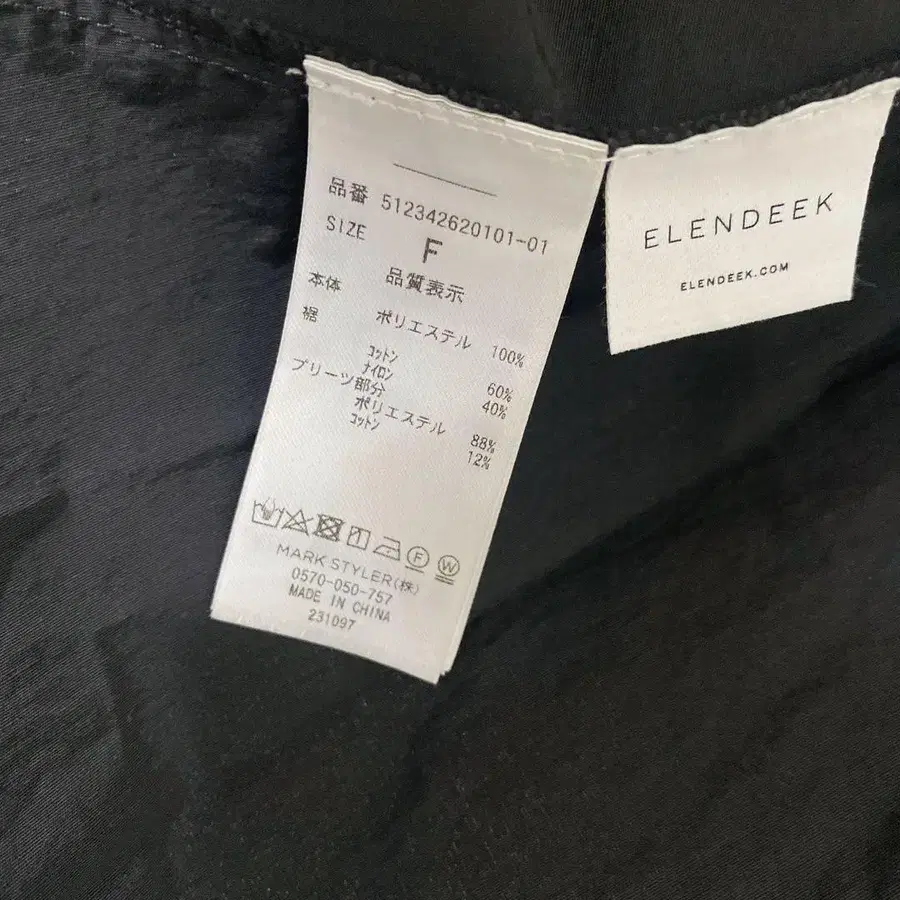 品番 512342620101-01
SIZE F
品質表示
本体
ポリエステル 100%
裾
コットン 60%
ナイロン 40%
プリーツ部分
ポリエステル 88%
コットン 12%
F W
MARK STYLER(株)
0570-050-757
MADE IN CHINA
231097
ELENDEEK
ELENDEEK.COM